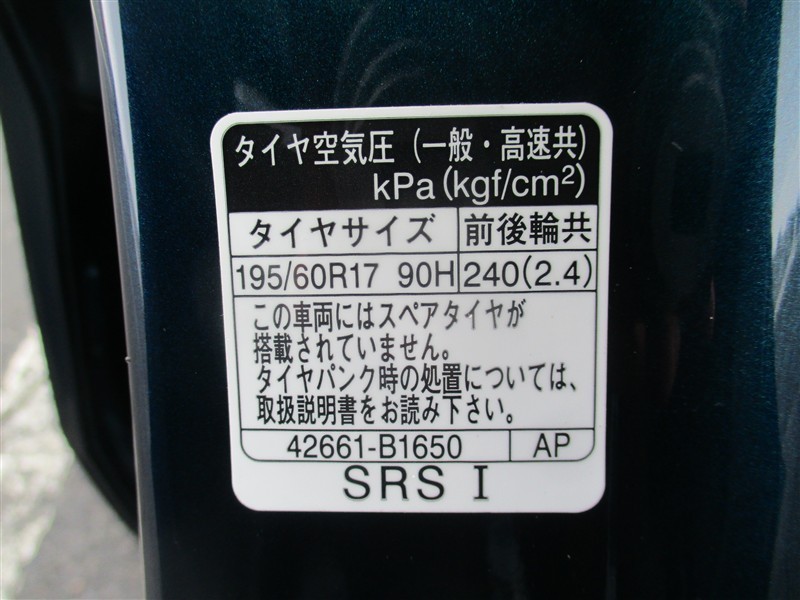 タイヤ空気圧（一般・高速共）
kPa(kgf/cm²)
タイヤサイズ 前後輪共
195/60R17 90H 240(2.4)
この車両にはスペアタイヤが
搭載されていません。
タイヤパンク時の処置については、
取扱説明書をお読み下さい。
42661-B1650 AP
SRS I